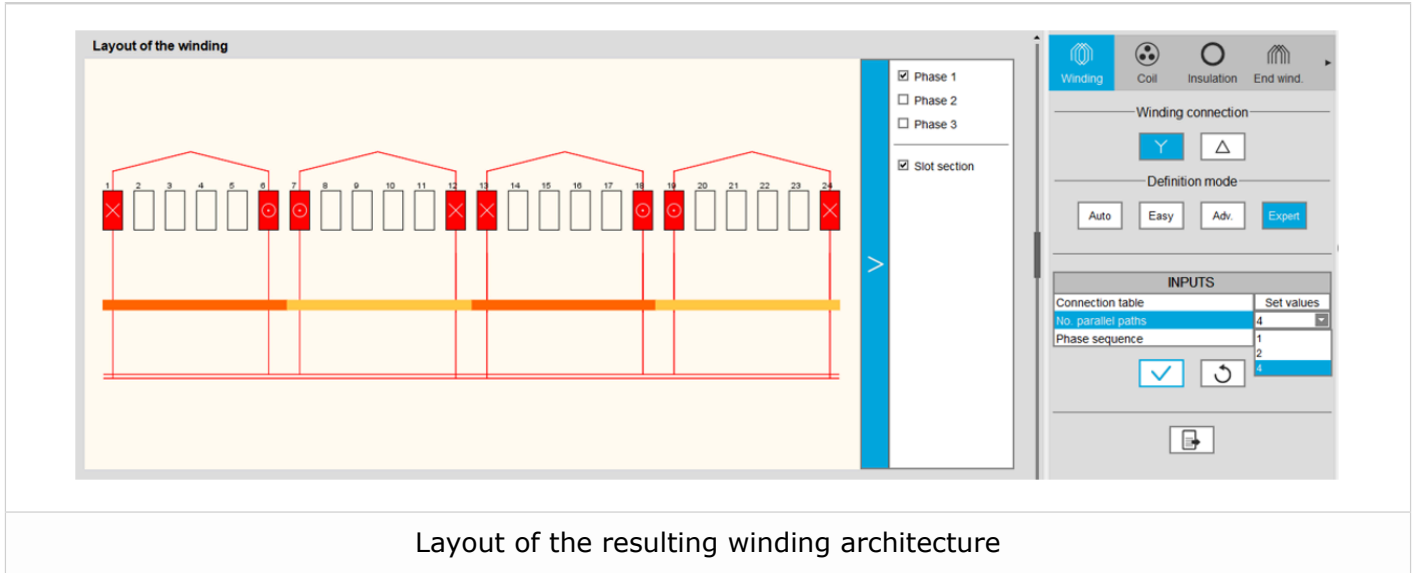 Layout of the winding
1 2 3 4 5 6 7 8 9 10 11 12 13 14 15 16 17 18 19 20 21 22 23 24
>
Phase 1
Phase 2
Phase 3
Slot section
Winding Coil Insulation End wind.
Winding connection
Y Δ
Definition mode
Auto Easy Adv. Expert
INPUTS
Connection table Set values
No. parallel paths 4
Phase sequence 1
2
4
Layout of the resulting winding architecture